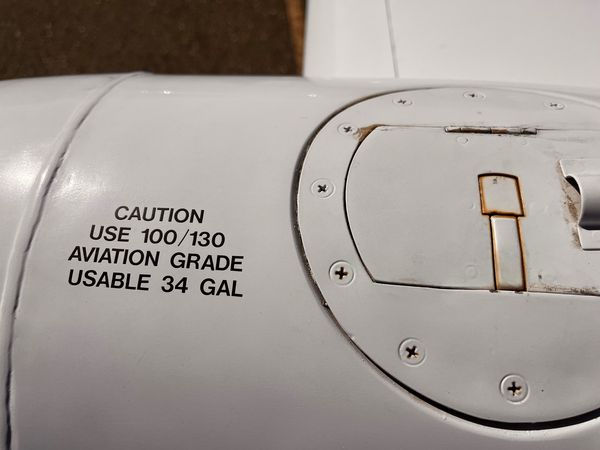 CAUTION
USE 100/130
AVIATION GRADE
USABLE 34 GAL